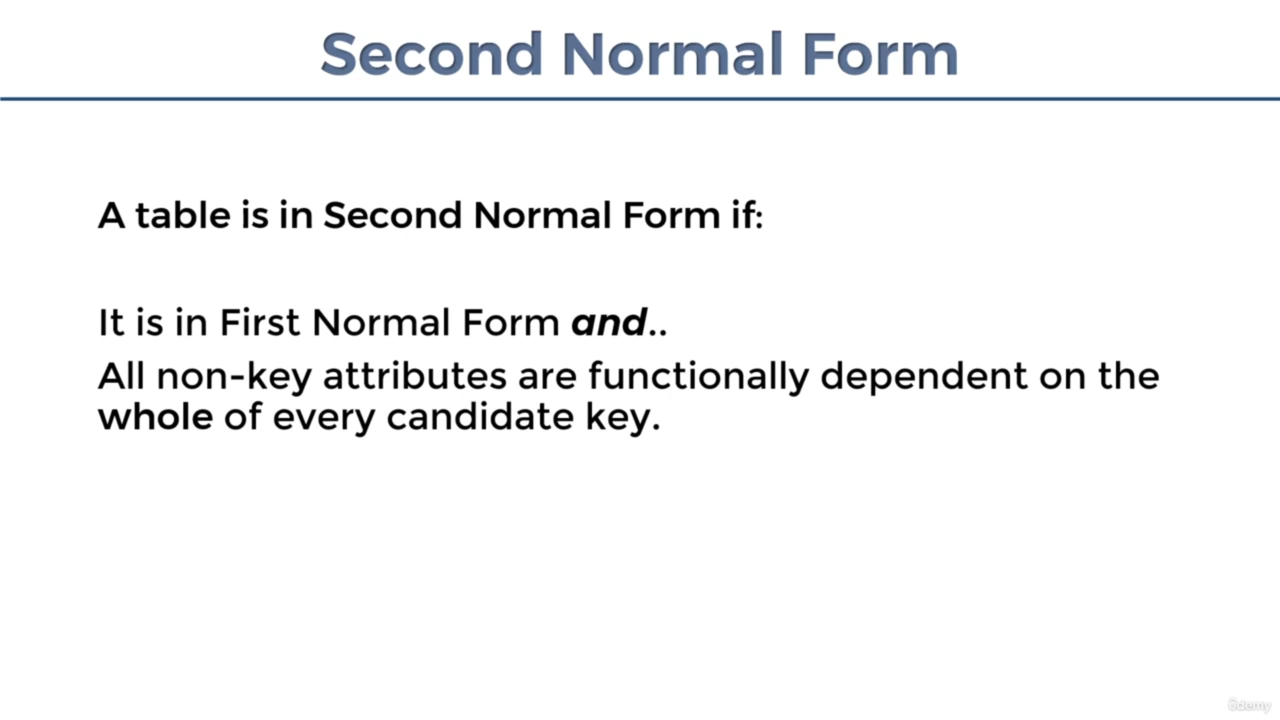 Second Normal Form
A table is in Second Normal Form if:
It is in First Normal Form and..
All non-key attributes are functionally dependent on the
whole of every candidate key.
ûdemy